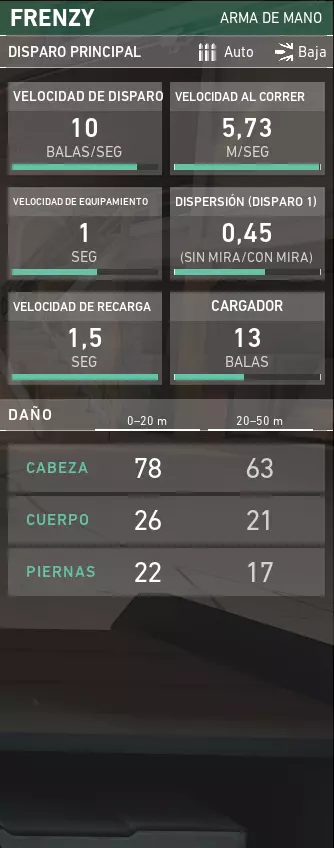 FRENZY ARMA DE MANO
DISPARO PRINCIPAL Auto Baja
VELOCIDAD DE DISPARO VELOCIDAD AL CORRER
10 5,73
BALAS/SEG M/SEG
VELOCIDAD DE EQUIPAMIENTO DISPERSIÓN (DISPARO 1)
1 0,45
SEG (SIN MIRA/CON MIRA)
VELOCIDAD DE RECARGA CARGADOR
1,5 13
SEG BALAS
DAÑO 0–20 m 20–50 m
CABEZA 78 63
CUERPO 26 21
PIERNAS 22 17